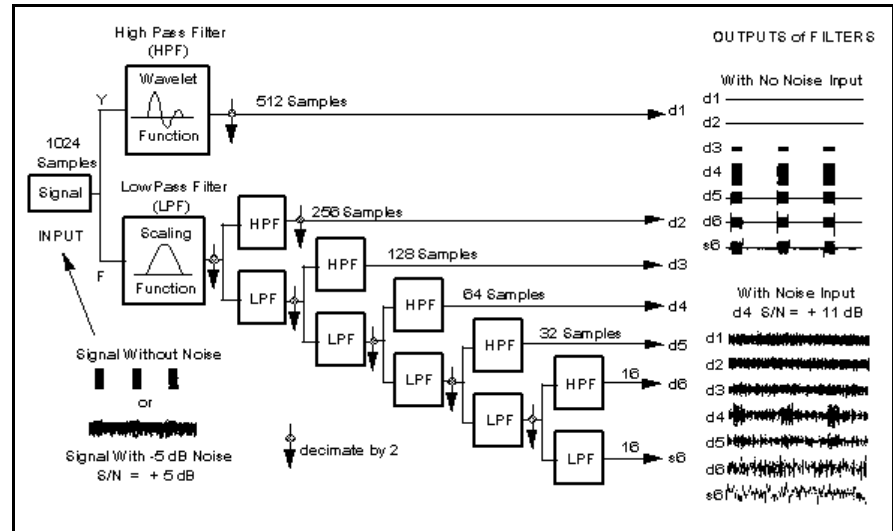 High Pass Filter
(HPF)
Wavelet
Function
Y
512 Samples
d1
1024
Samples
Signal
INPUT
F
Low Pass Filter
(LPF)
Scaling
Function
HPF
256 Samples
d2
LPF
HPF
128 Samples
d3
LPF
HPF
64 Samples
d4
LPF
HPF
32 Samples
d5
LPF
HPF
16
d6
LPF
16
s6
Signal Without Noise
or
Signal With -5 dB Noise
S/N = + 5 dB
decimate by 2
OUTPUTS of FILTERS
With No Noise Input
d1
d2
d3
d4
d5
d6
s6
With Noise Input
d4 S/N = + 11 dB
d1
d2
d3
d4
d5
d6
s6